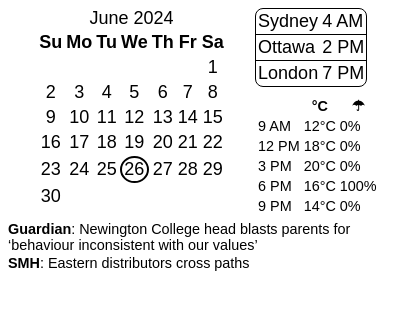 June 2024
Su Mo Tu We Th Fr Sa
1
2 3 4 5 6 7 8
9 10 11 12 13 14 15
16 17 18 19 20 21 22
23 24 25 26 27 28 29
30
Sydney 4 AM
Ottawa 2 PM
London 7 PM
°C ☂
9 AM 12°C 0%
12 PM 18°C 0%
3 PM 20°C 0%
6 PM 16°C 100%
9 PM 14°C 0%
Guardian: Newington College head blasts parents for
‘behaviour inconsistent with our values’
SMH: Eastern distributors cross paths